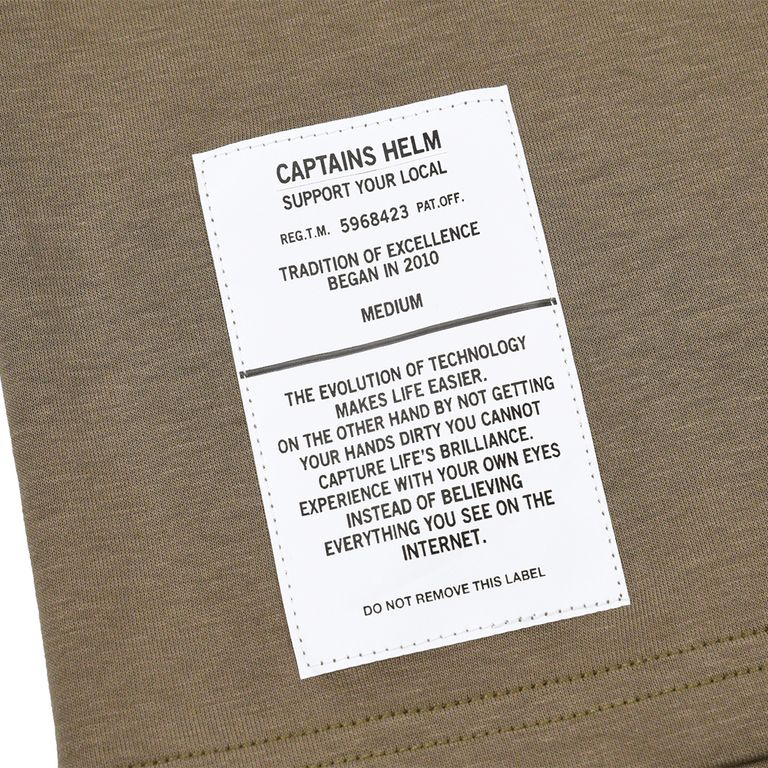 CAPTAINS HELM
SUPPORT YOUR LOCAL
REG.T.M. 5968423 PAT.OFF.
TRADITION OF EXCELLENCE
BEGAN IN 2010
MEDIUM
THE EVOLUTION OF TECHNOLOGY
MAKES LIFE EASIER.
ON THE OTHER HAND BY NOT GETTING
YOUR HANDS DIRTY YOU CANNOT
CAPTURE LIFE'S BRILLIANCE.
EXPERIENCE WITH YOUR OWN EYES
INSTEAD OF BELIEVING
EVERYTHING YOU SEE ON THE
INTERNET.
DO NOT REMOVE THIS LABEL